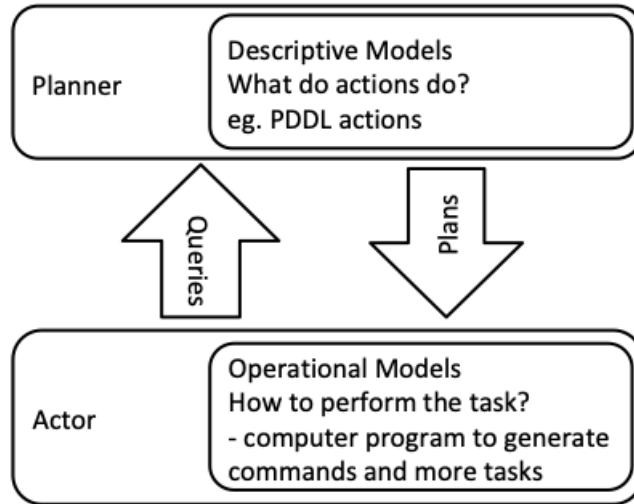 Planner
Descriptive Models
What do actions do?
eg. PDDL actions
Queries
Plans
Actor
Operational Models
How to perform the task?
- computer program to generate
commands and more tasks